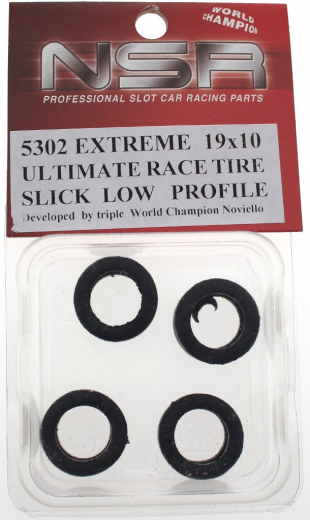 WORLD
CHAMPION
NSR
PROFESSIONAL SLOT CAR RACING PARTS
5302 EXTREME 19x10
ULTIMATE RACE TIRE
SLICK LOW PROFILE
Developed by triple World Champion Noviello